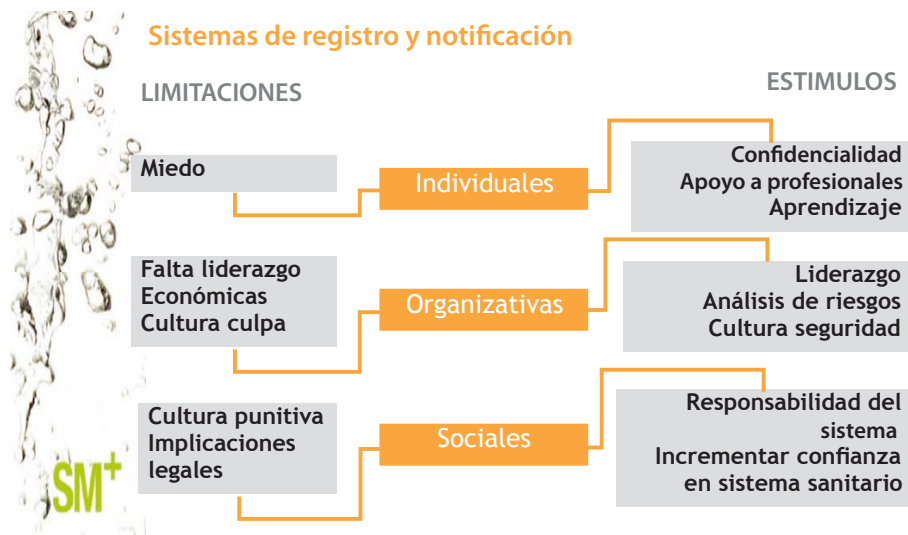 Sistemas de registro y notificación
LIMITACIONES
ESTIMULOS
Miedo
Individuales
Confidencialidad
Apoyo a profesionales
Aprendizaje
Falta liderazgo
Económicas
Cultura culpa
Organizativas
Liderazgo
Análisis de riesgos
Cultura seguridad
Cultura punitiva
Implicaciones
legales
Sociales
Responsabilidad del
sistema
Incrementar confianza
en sistema sanitario
SM+